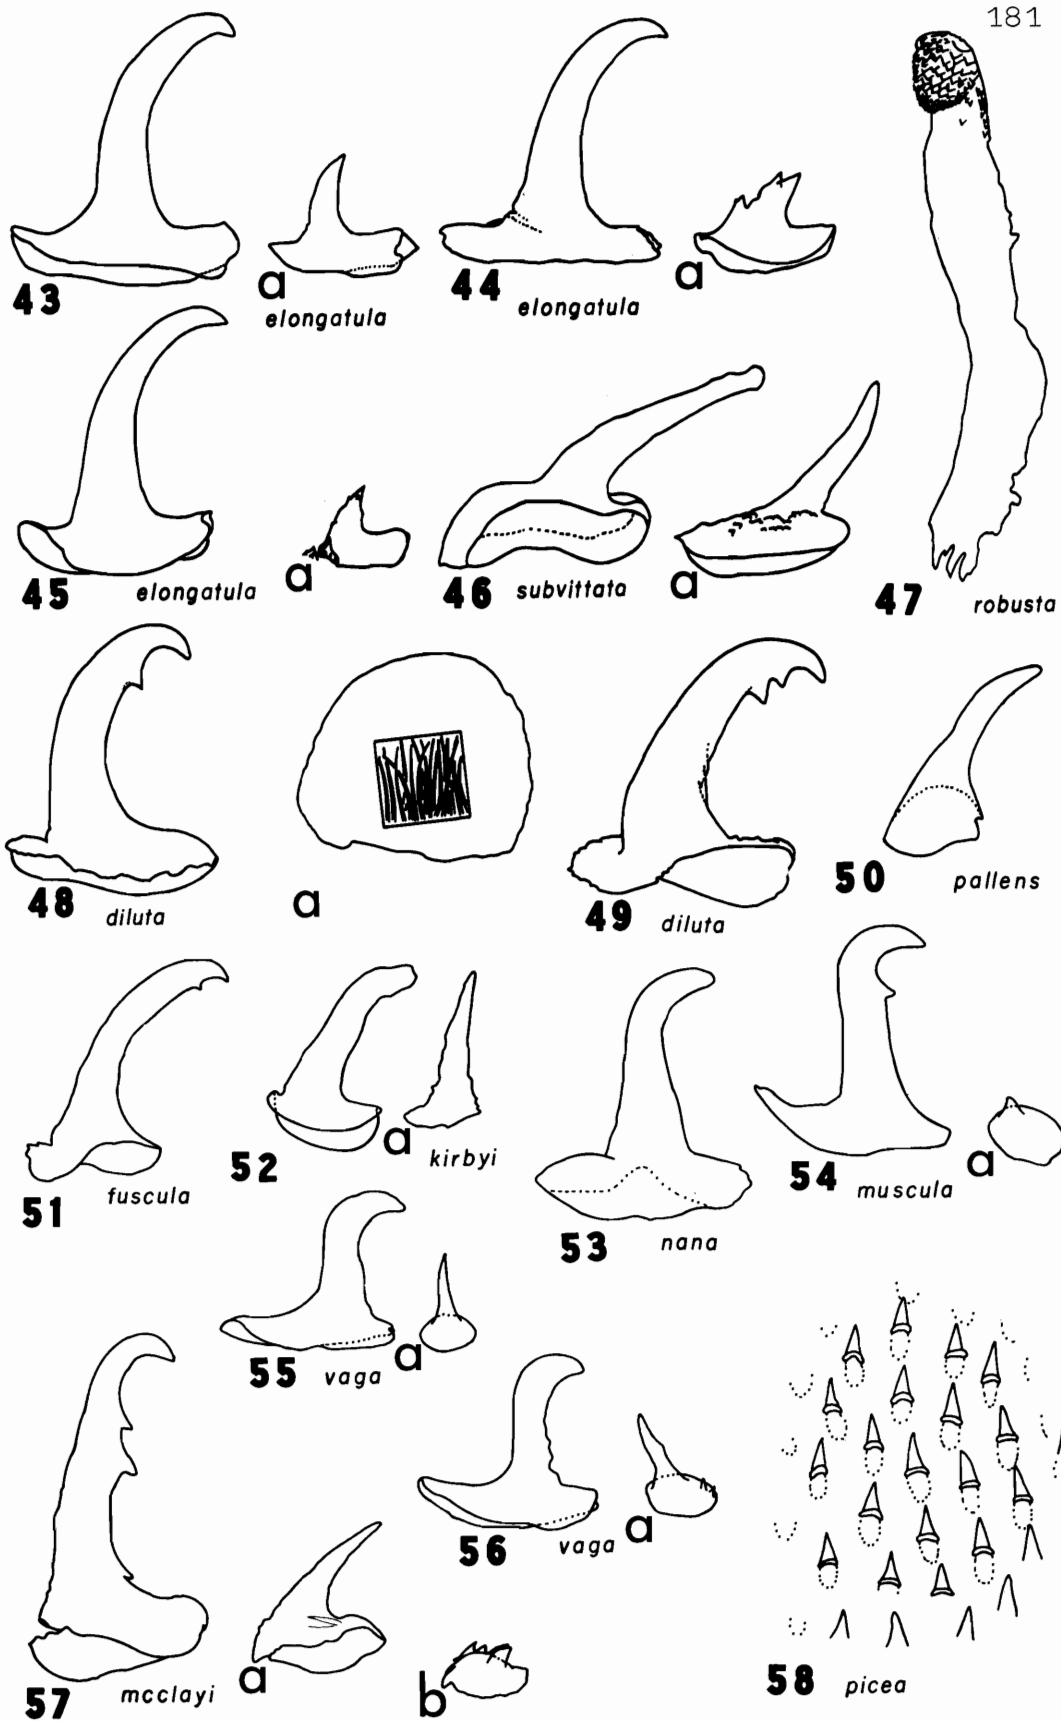 181
43
a
elongatula
44
elongatula
a
45
elongatula
a
46
subvittata
a
47
robusta
48
diluta
a
49
diluta
50
pallens
51
fuscula
52
a
kirbyi
53
nana
54
muscula
a
55
vaga
a
56
vaga
a
57
mcclayi
a
b
58
picea